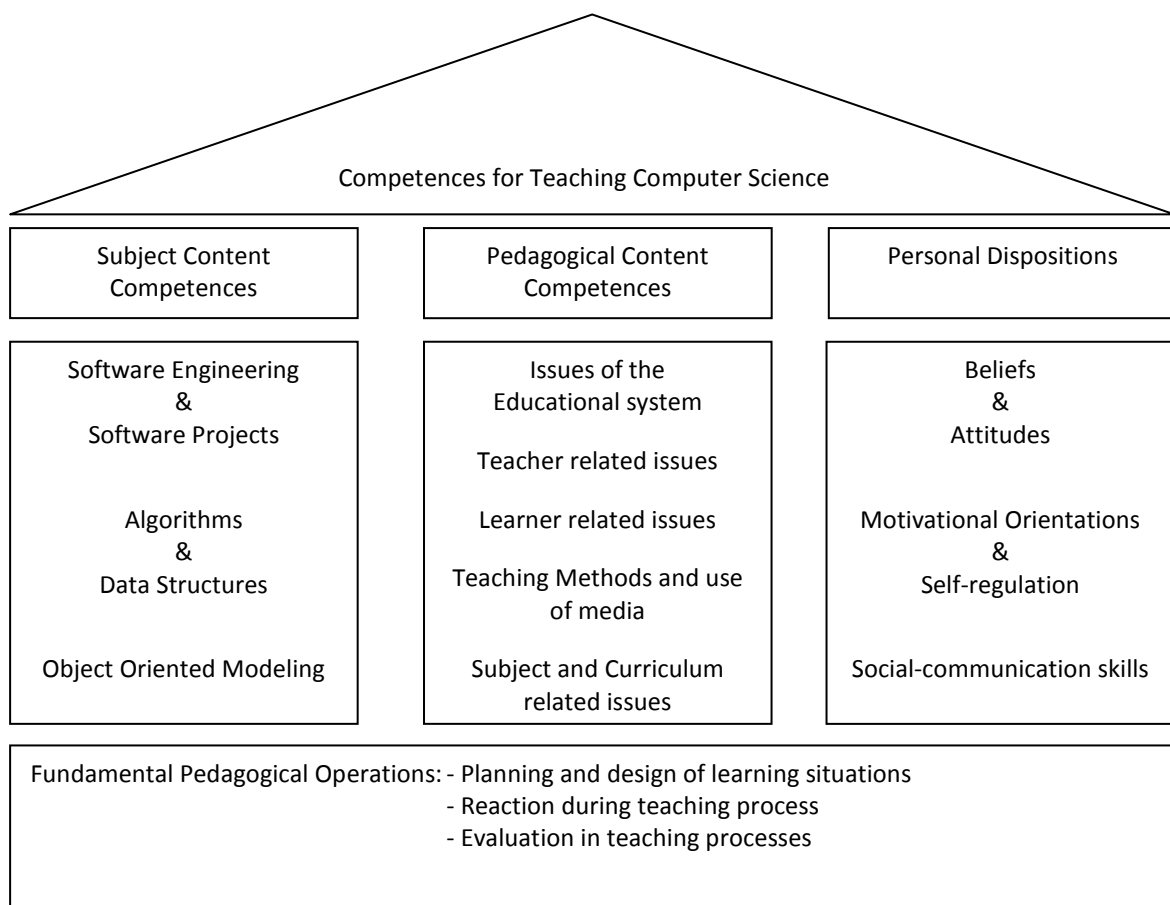 Competences for Teaching Computer Science
Subject Content
Competences
Pedagogical Content
Competences
Personal Dispositions
Software Engineering
&
Software Projects
Algorithms
&
Data Structures
Object Oriented Modeling
Issues of the
Educational system
Teacher related issues
Learner related issues
Teaching Methods and use
of media
Subject and Curriculum
related issues
Beliefs
&
Attitudes
Motivational Orientations
&
Self-regulation
Social-communication skills
Fundamental Pedagogical Operations: - Planning and design of learning situations
- Reaction during teaching process
- Evaluation in teaching processes